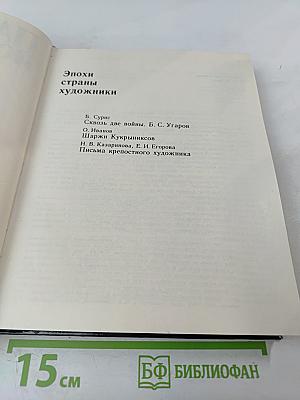 Эпохи
страны
художники
Б. Сурис
Сквозь две войны. Б. С. Угаров
О. Иванов
Шаржи Кукрыниксов
Н. В. Казаринова, Е. И. Егорова
Письма крепостного художника
15 см
БФ БИБЛИОФАН